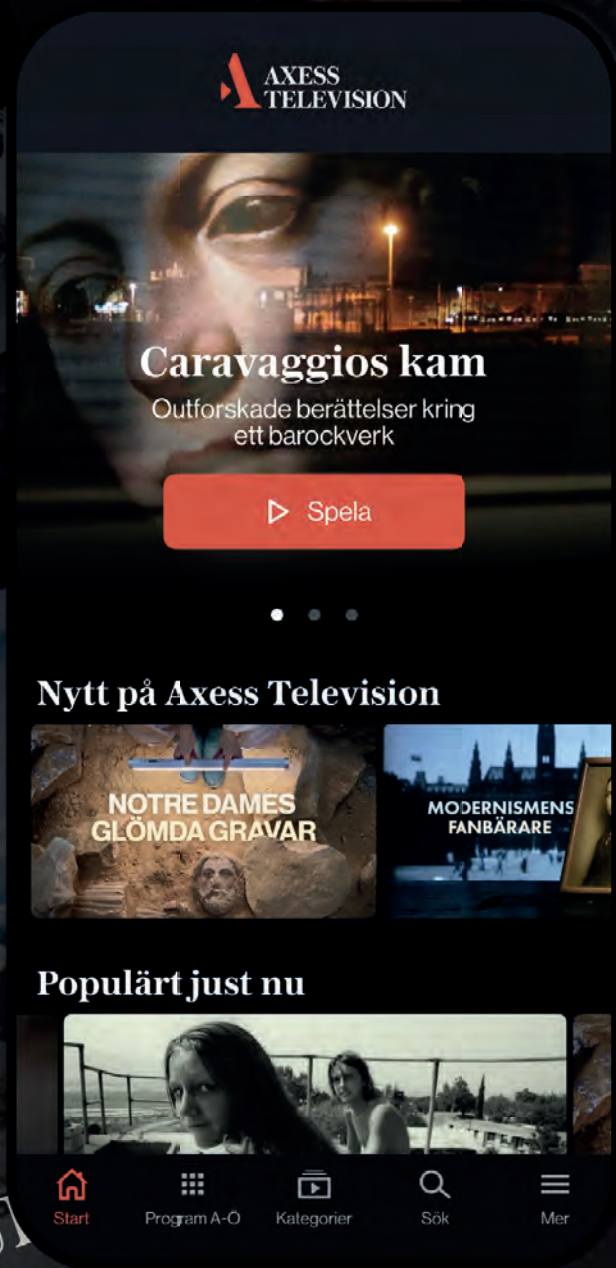 AXESS
TELEVISION
Caravaggios kam
Outforskade berättelser kring
ett barockverk
Spela
Nytt på Axess Television
NOTRE DAMES
GLÖMDA GRAVAR
MODERNISMENS
FANBÄRARE
Populärt just nu
Start
Program A-Ö
Kategorier
Sök
Mer